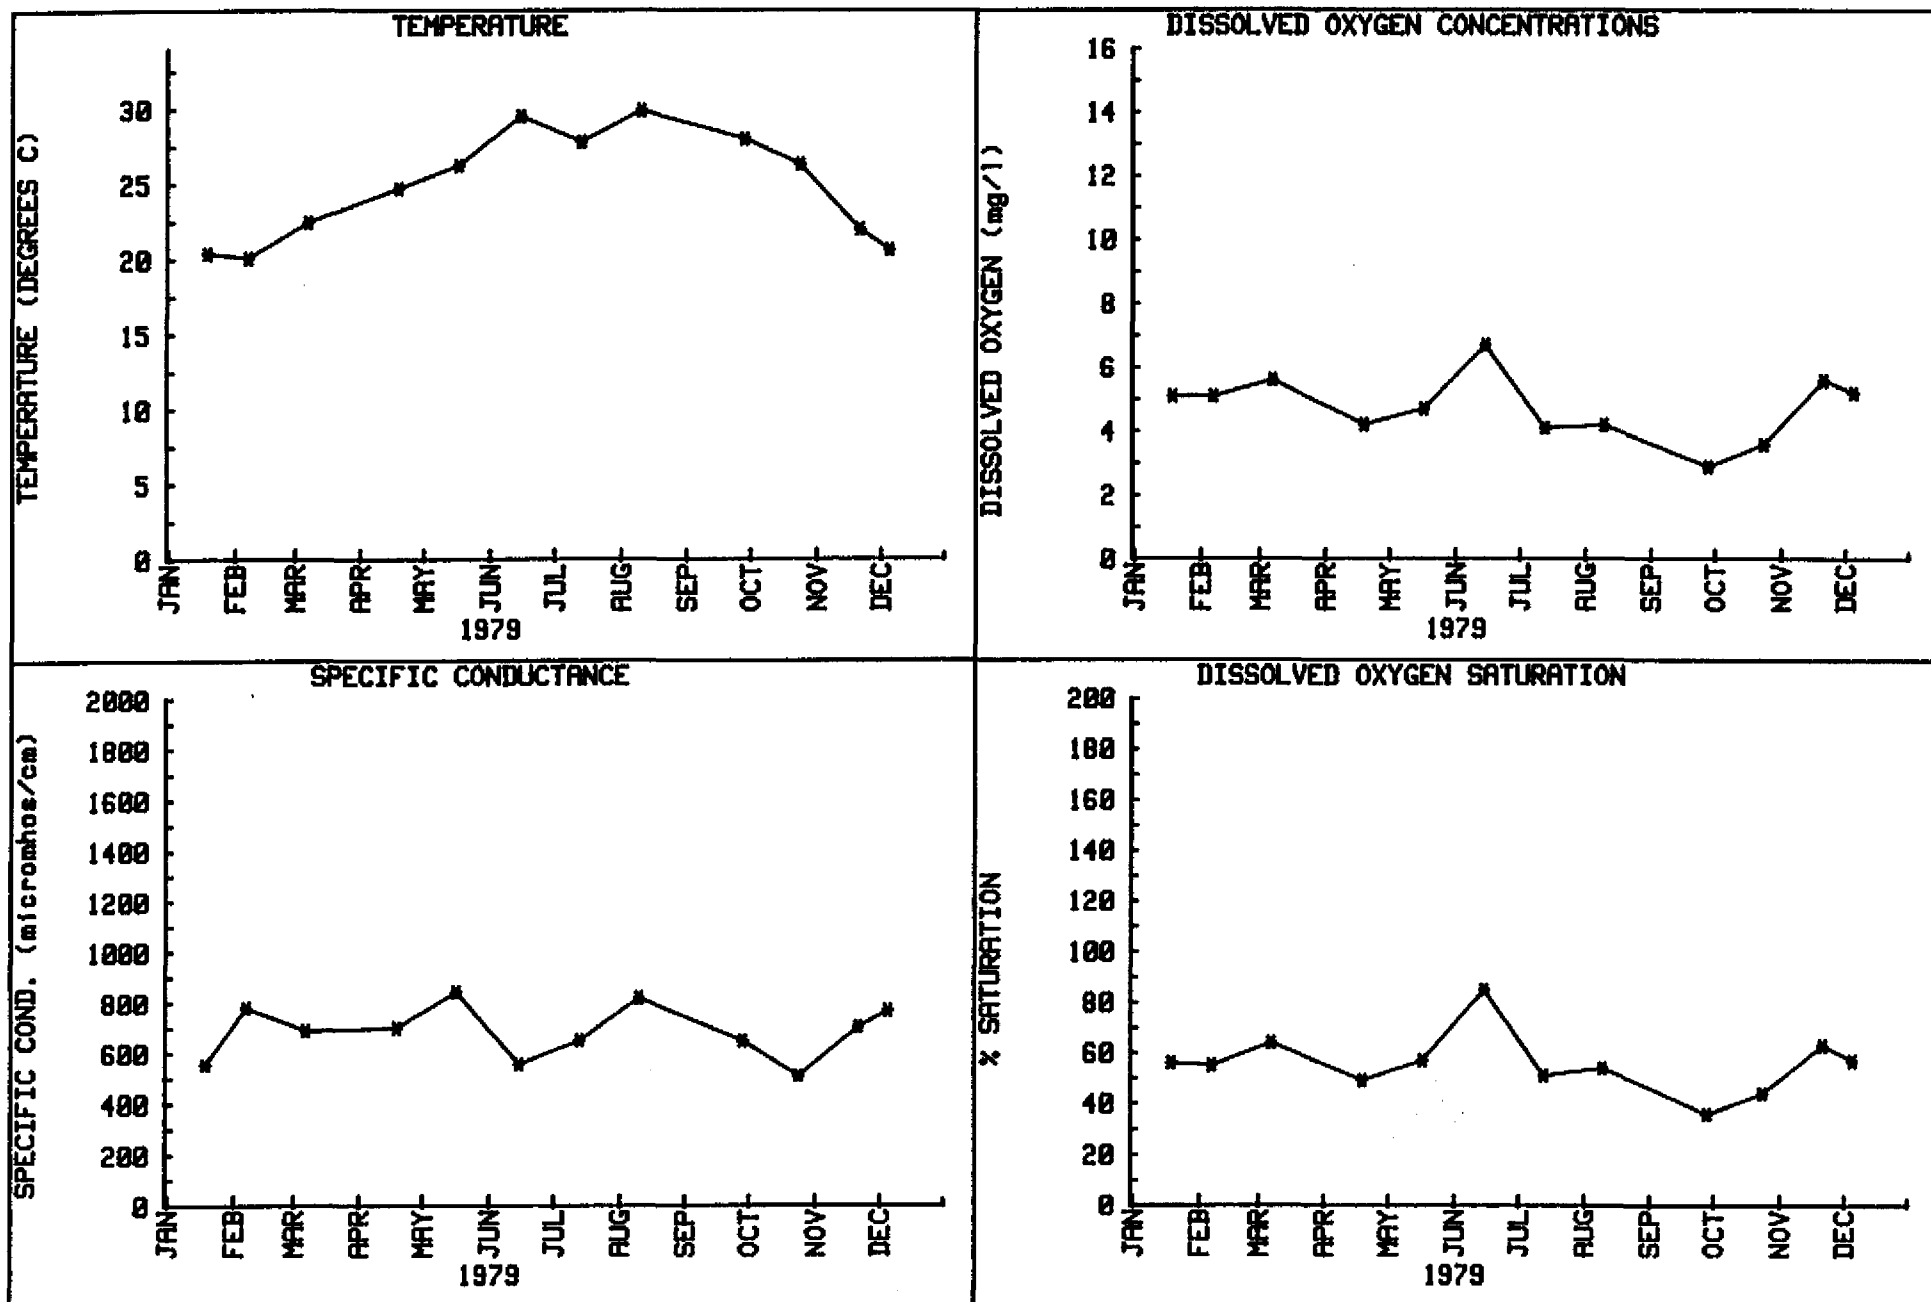 TEMPERATURE
TEMPERATURE (DEGREES C)
30
25
20
15
10
5
0
JAN
FEB
MAR
APR
MAY
JUN
JUL
AUG
SEP
OCT
NOV
DEC
1979
DISSOLVED OXYGEN CONCENTRATIONS
DISSOLVED OXYGEN (mg/l)
16
14
12
10
8
6
4
2
0
JAN
FEB
MAR
APR
MAY
JUN
JUL
AUG
SEP
OCT
NOV
DEC
1979
SPECIFIC CONDUCTANCE
SPECIFIC COND. (micromhos/cm)
2000
1800
1600
1400
1200
1000
800
600
400
200
0
JAN
FEB
MAR
APR
MAY
JUN
JUL
AUG
SEP
OCT
NOV
DEC
1979
DISSOLVED OXYGEN SATURATION
% SATURATION
200
180
160
140
120
100
80
60
40
20
0
JAN
FEB
MAR
APR
MAY
JUN
JUL
AUG
SEP
OCT
NOV
DEC
1979